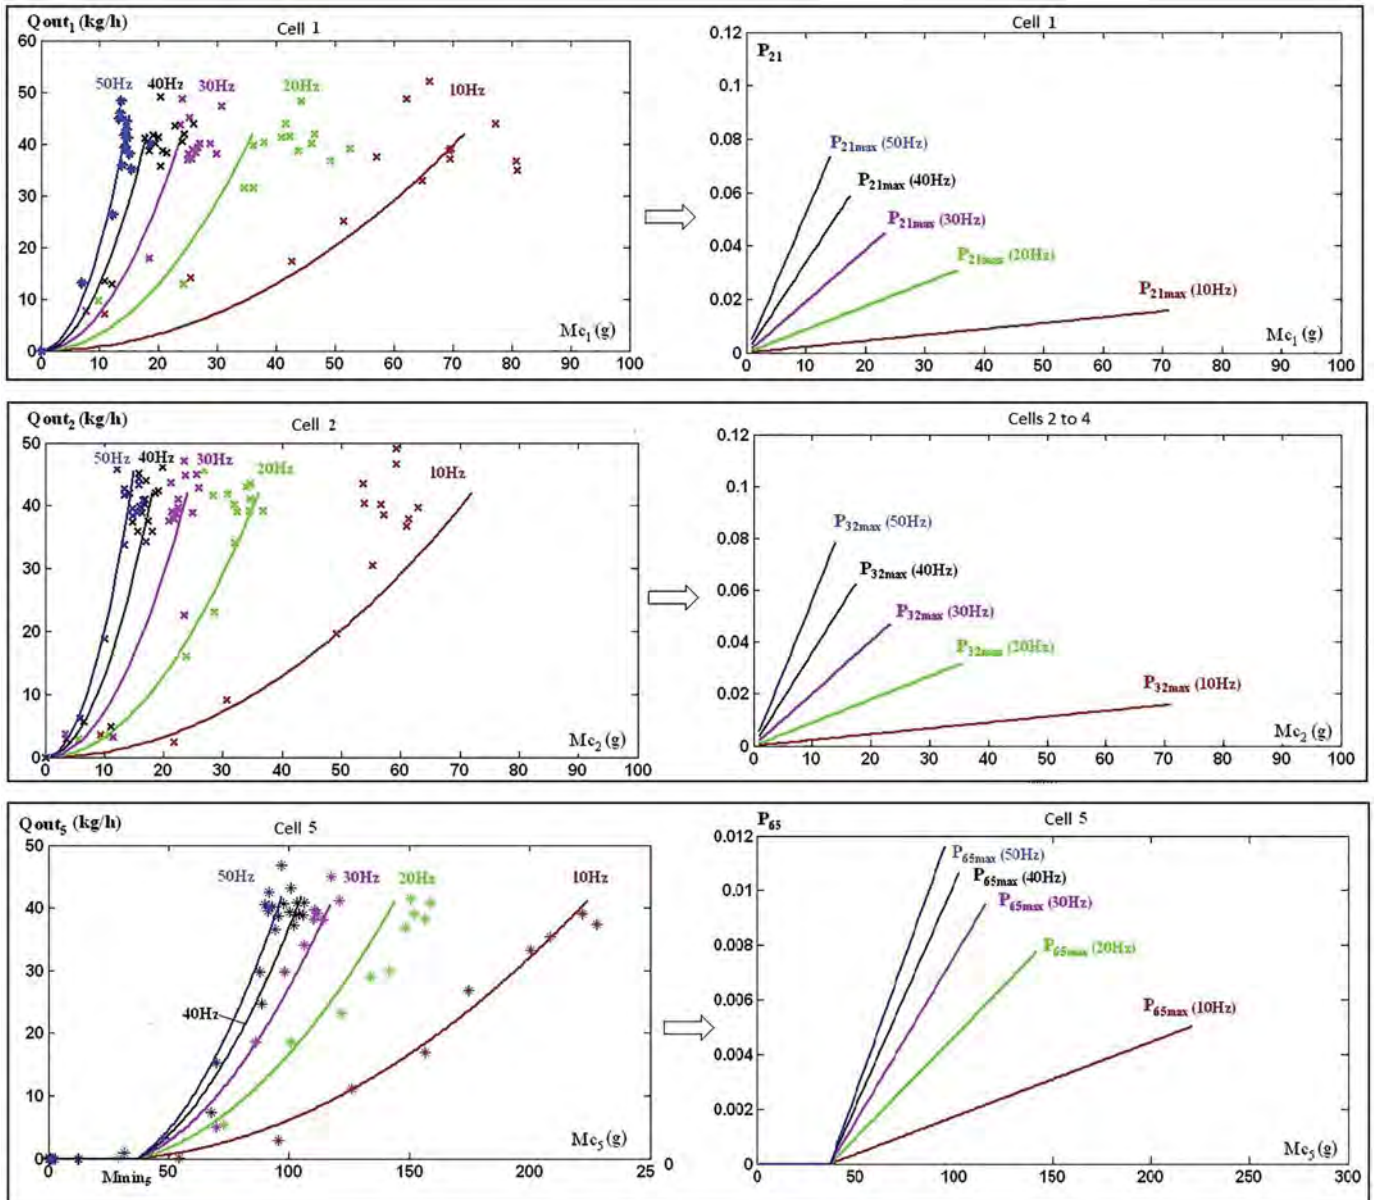 Qout1 (kg/h)
Cell 1
60
50
40
30
20
10
0
50Hz
40Hz
30Hz
20Hz
10Hz
Mc1 (g)
0 10 20 30 40 50 60 70 80 90 100
Cell 1
0.12
P21
0.1
0.08
0.06
0.04
0.02
0
P21max (50Hz)
P21max (40Hz)
P21max (30Hz)
P21max (20Hz)
P21max (10Hz)
Mc1 (g)
0 10 20 30 40 50 60 70 80 90 100
Qout2 (kg/h)
Cell 2
50
40
30
20
10
0
50Hz
40Hz
30Hz
20Hz
10Hz
Mc2 (g)
0 10 20 30 40 50 60 70 80 90 100
Cells 2 to 4
0.12
0.1
0.08
0.06
0.04
0.02
0
P32max (50Hz)
P32max (40Hz)
P32max (30Hz)
P32max (20Hz)
P32max (10Hz)
Mc2 (g)
0 10 20 30 40 50 60 70 80 90 100
Qout5 (kg/h)
Cell 5
50
40
30
20
10
0
50Hz
30Hz
20Hz
10Hz
40Hz
Mc5 (g)
0 50 100 150 200 25 0
Mmin5
P65
Cell 5
0.012
0.01
0.008
0.006
0.004
0.002
0
P65max (50Hz)
P65max (40Hz)
P65max (30Hz)
P65max (20Hz)
P65max (10Hz)
Mc5 (g)
50 100 150 200 250 300